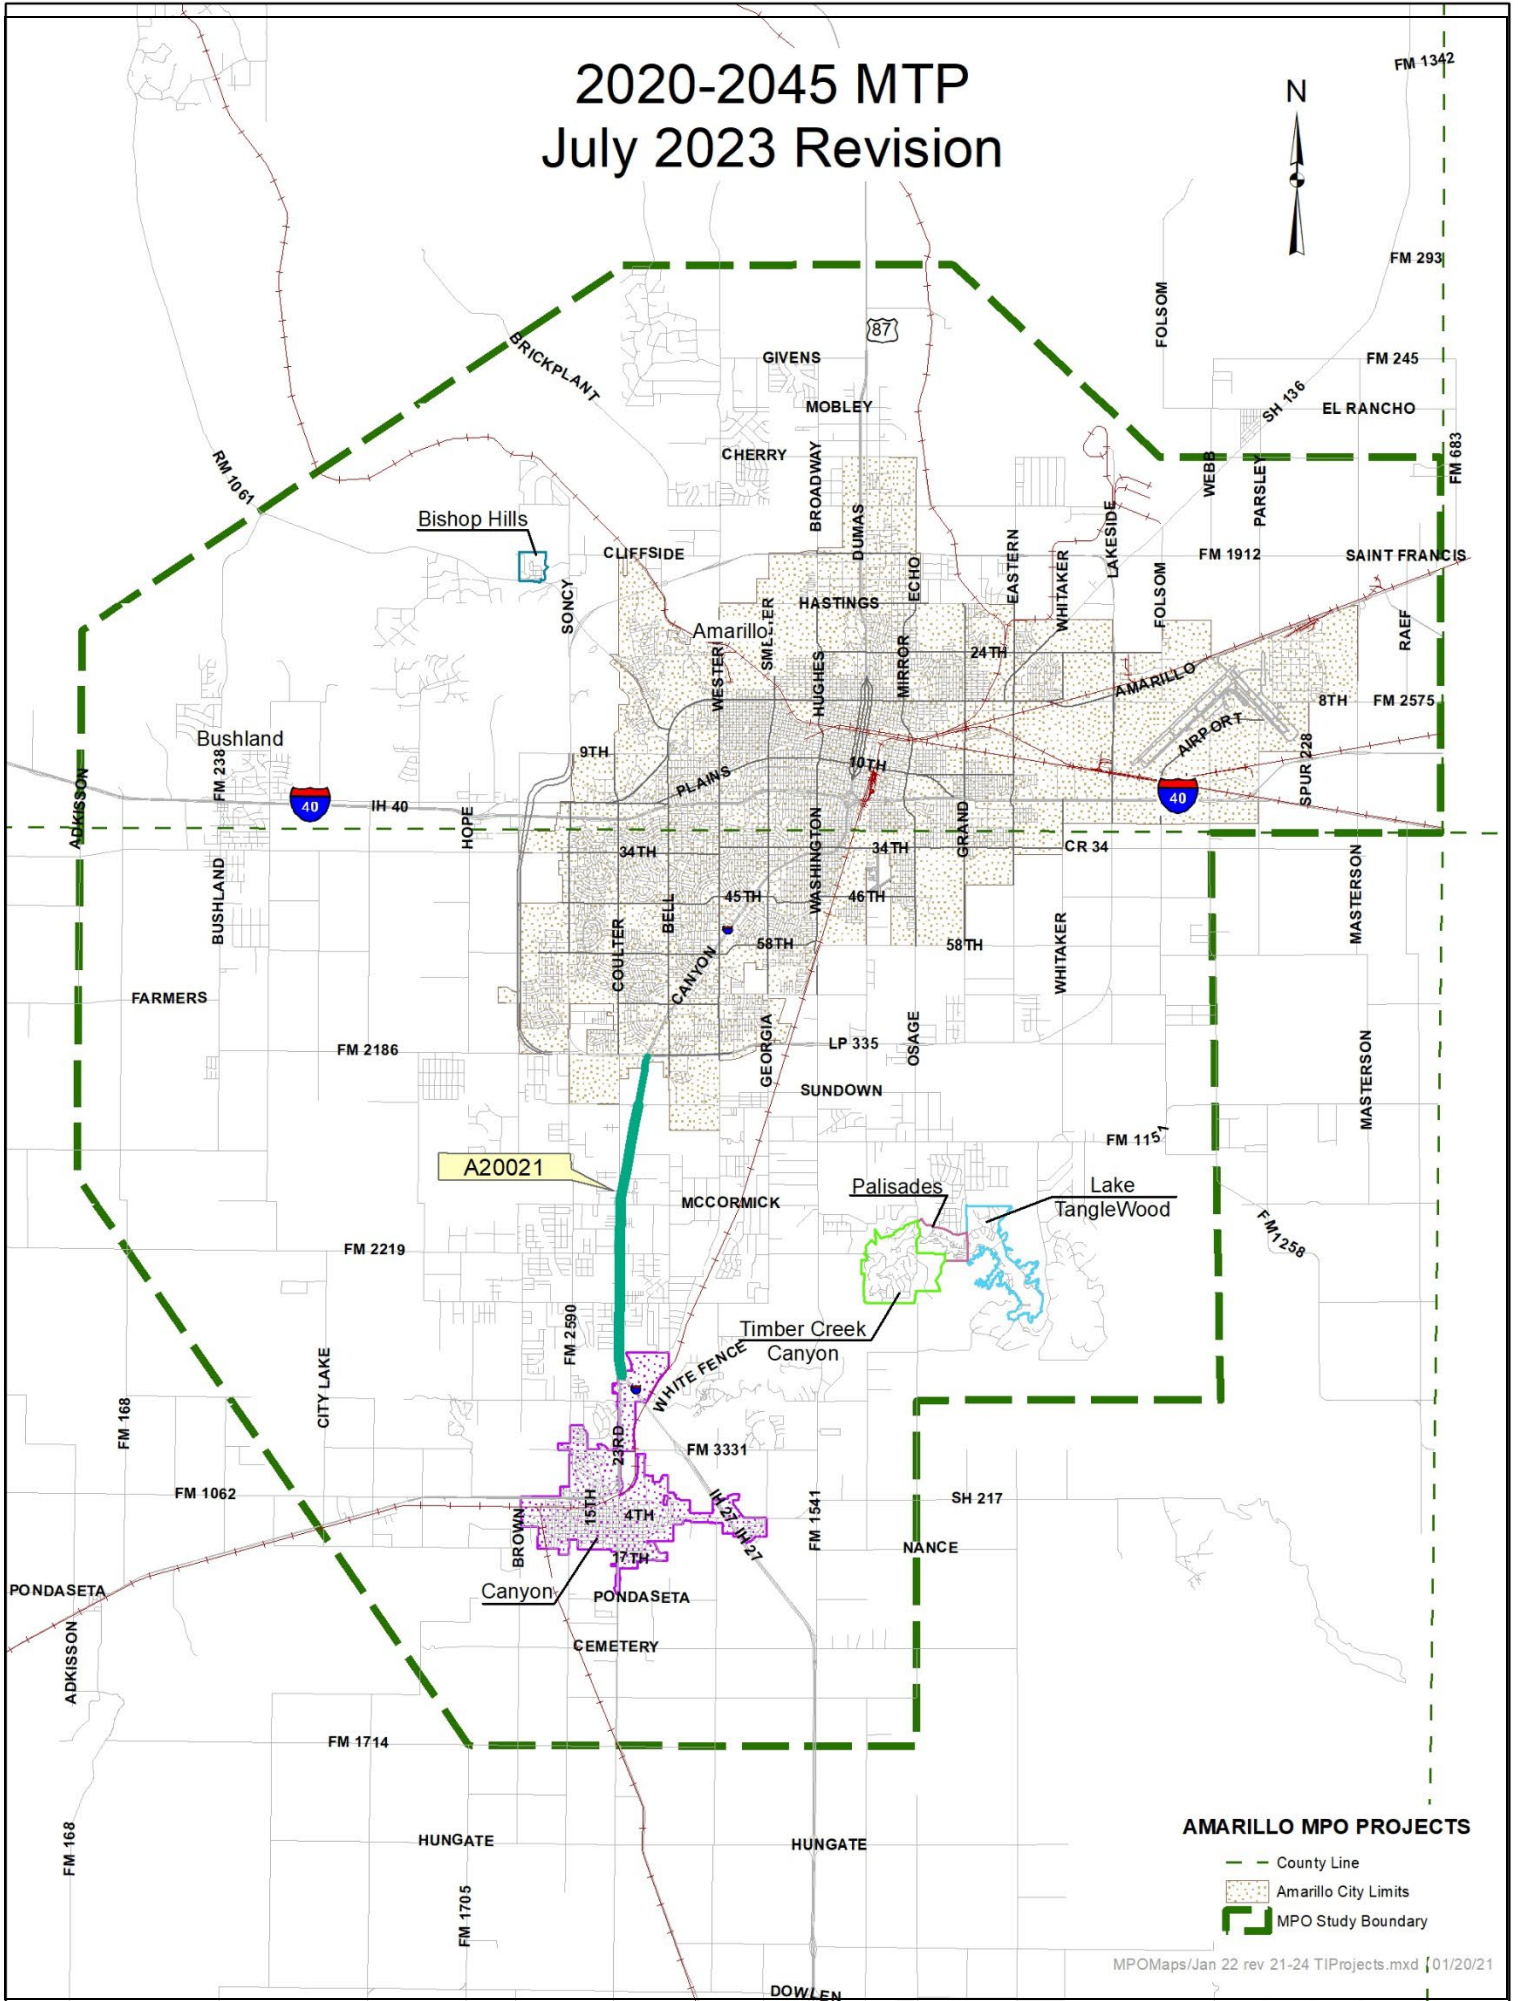 2020-2045 MTP
July 2023 Revision
N
FM 1342
FM 293
FOLSOM
87
BRICKPLANT
GIVENS
FM 245
MOBLEY
SH 136
EL RANCHO
CHERRY
BROADWAY
RM 1061
WEBB
PARSLEY
FM 683
Bishop Hills
DUMAS
LAKESIDE
CLIFFSIDE
EASTERN
FM 1912
SAINT FRANCIS
ECHO
WHITAKER
SONCY
HASTINGS
FOLSOM
Amarillo
RAEF
WESTER
HUGHES
MIRROR
24TH
AMARILLO
8TH
FM 2575
Bushland
AIRPORT
9TH
FM 238
10TH
SPUR 228
PLAINS
ADKISSON
40
IH 40
40
HOPE
WASHINGTON
GRAND
34TH
34TH
CR 34
BUSHLAND
BELL
45TH
46TH
MASTERSON
COULTER
58TH
58TH
WHITAKER
CANYON
FARMERS
GEORGIA
OSAGE
FM 2186
LP 335
SUNDOWN
MASTERSON
FM 1151
A20021
Palisades
Lake
TangleWood
MCCORMICK
FM 2219
FM 1258
FM 2590
Timber Creek
Canyon
WHITE FENCE
CITY LAKE
FM 168
23RD
FM 3331
FM 1062
15TH
4TH
IH 27
IH 27
FM 1541
SH 217
BROWN
17TH
NANCE
PONDASETA
Canyon
PONDASETA
ADKISSON
CEMETERY
FM 1714
FM 168
HUNGATE
HUNGATE
FM 1705
DOWLEN
AMARILLO MPO PROJECTS
County Line
Amarillo City Limits
MPO Study Boundary
MPOMaps/Jan 22 rev 21-24 TIProjects.mxd 01/20/21